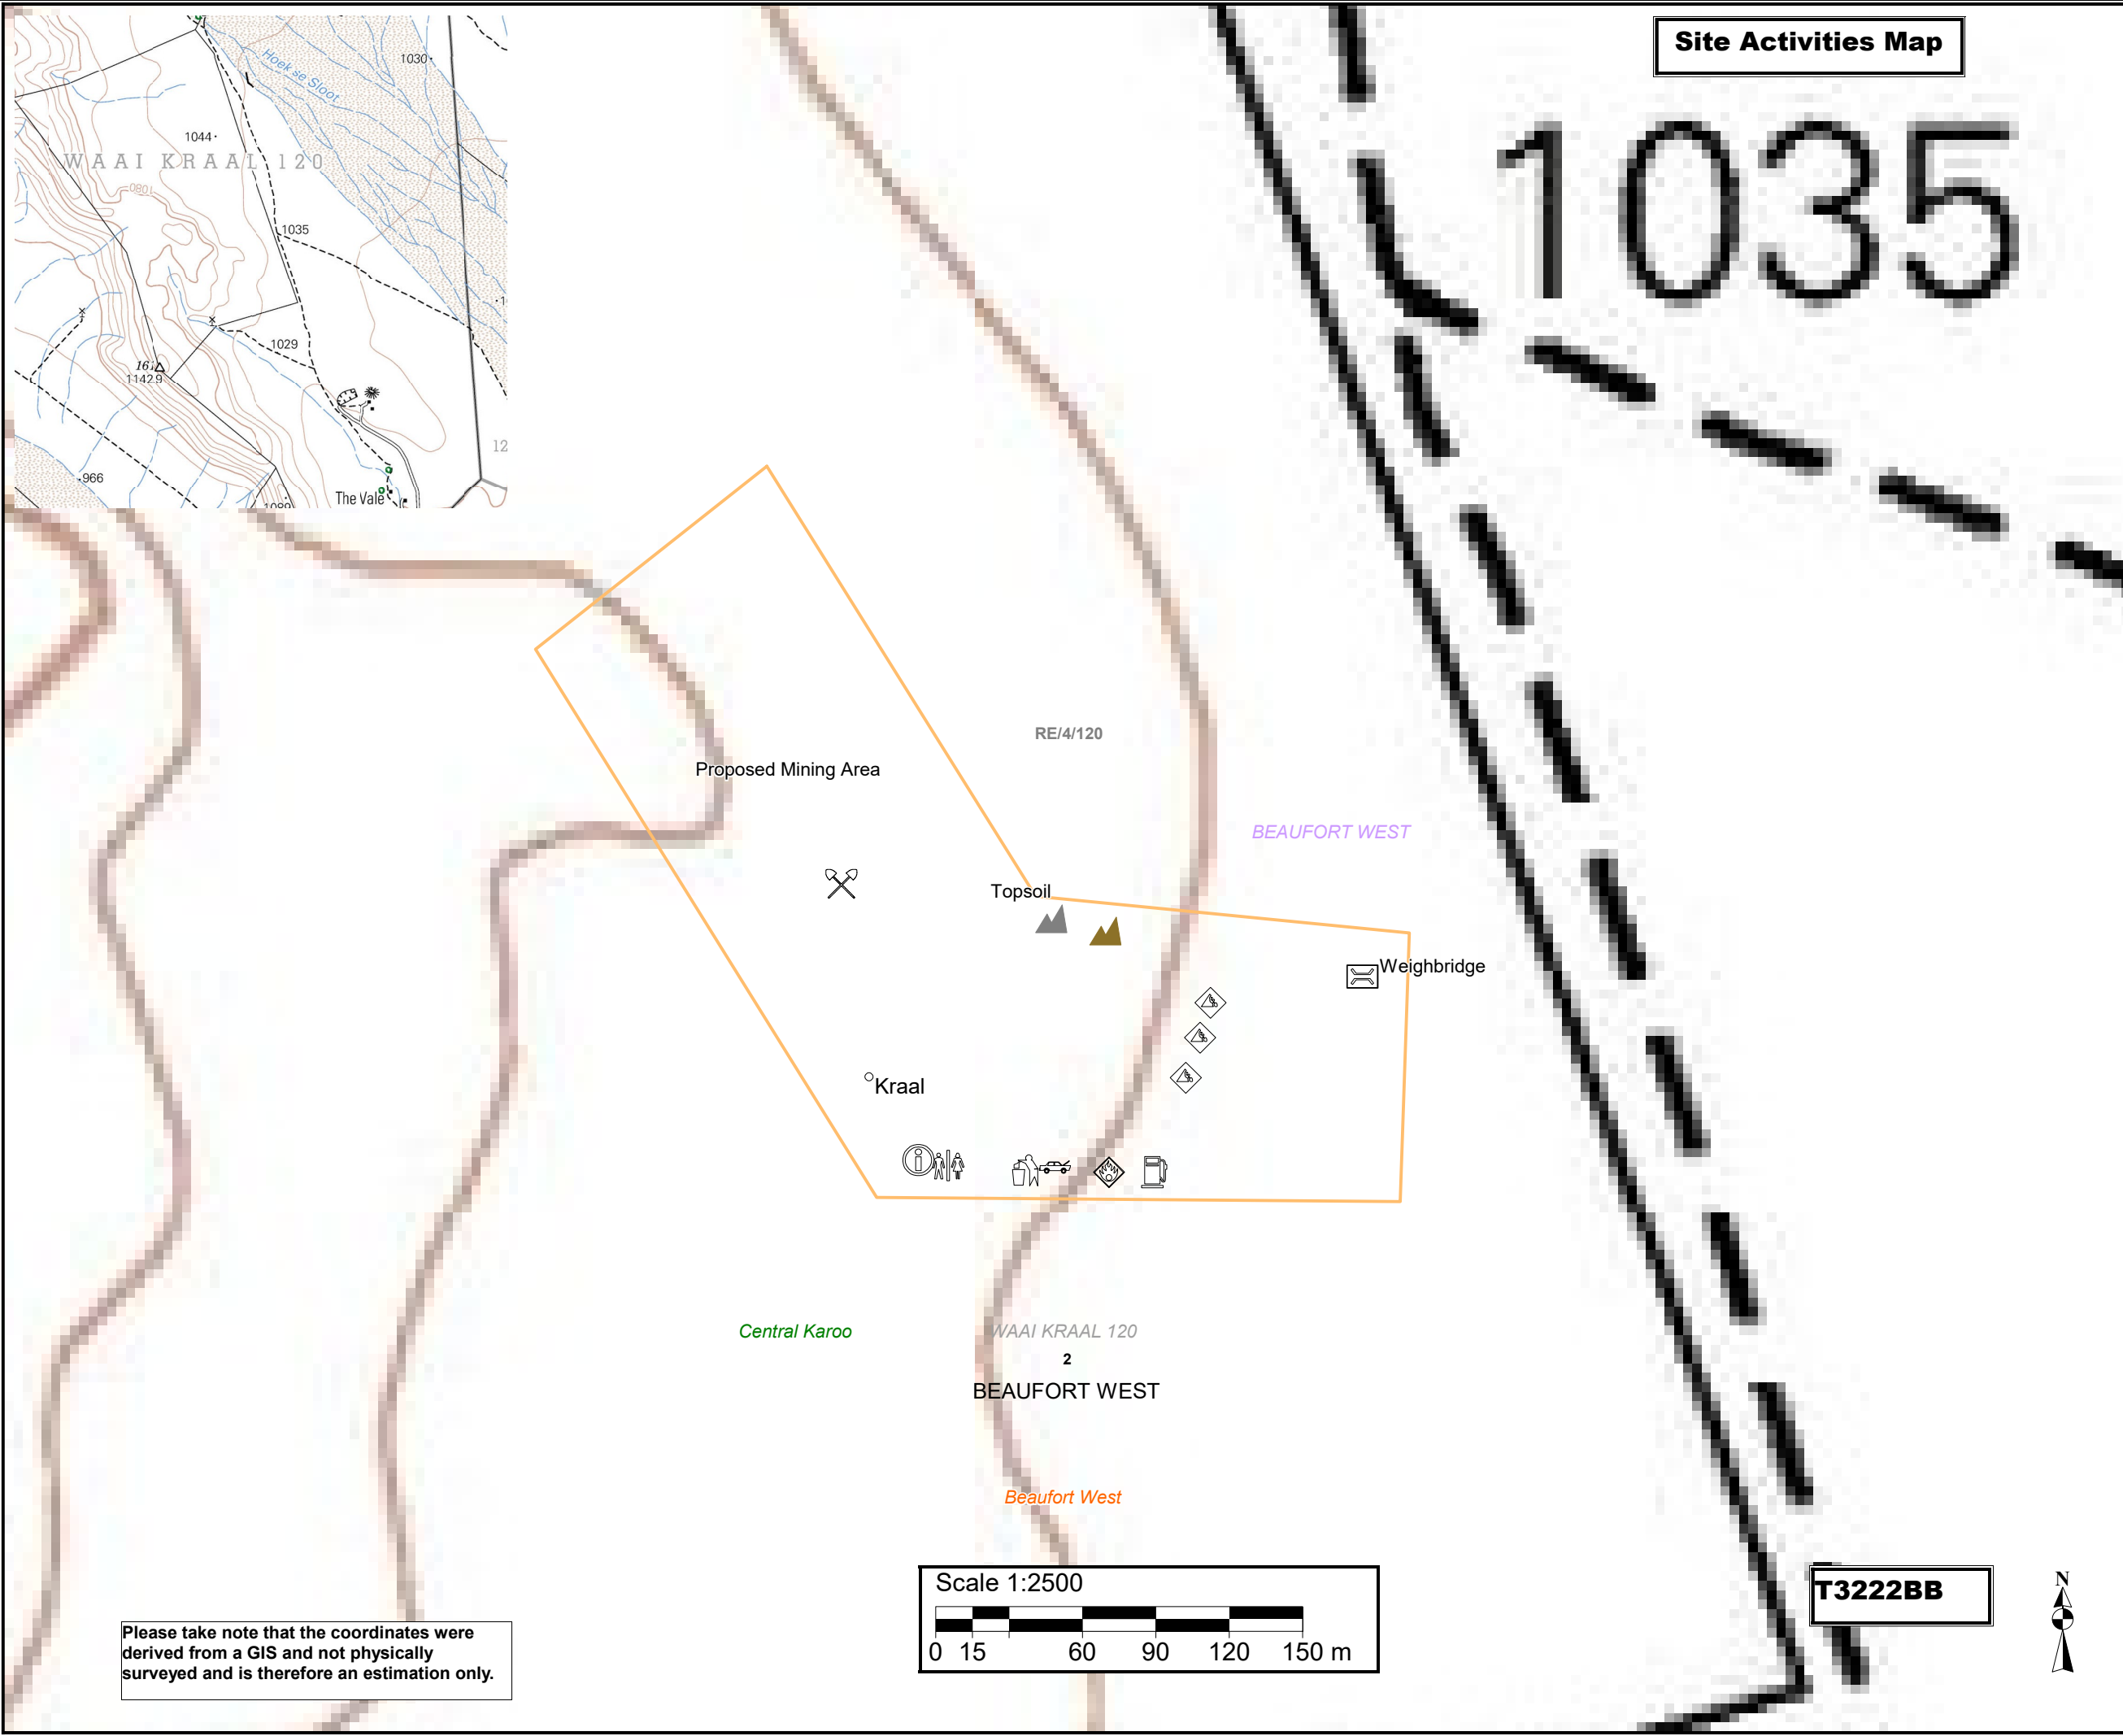 Site Activities Map
Hoek se Sloot
1030
1044
WAAI KRAAL 120
1080
1035
1029
161
1142.9
12
966
The Vale
1089
1035
RE/4/120
Proposed Mining Area
BEAUFORT WEST
Topsoil
Weighbridge
Kraal
Central Karoo
WAAI KRAAL 120
2
BEAUFORT WEST
Beaufort West
Scale 1:2500
0 15 60 90 120 150 m
T3222BB
N
Please take note that the coordinates were
derived from a GIS and not physically
surveyed and is therefore an estimation only.